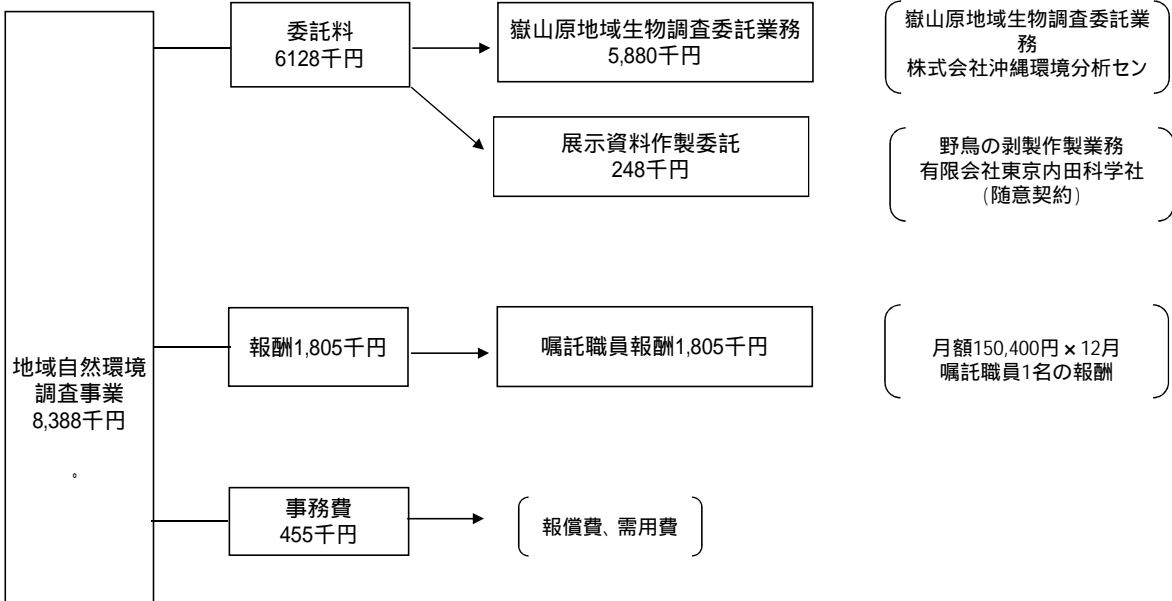 地域自然環境
調査事業
8,388千円
。
委託料
6128千円
嶽山原地域生物調査委託業務
5,880千円
嶽山原地域生物調査委託業
務
株式会社沖縄環境分析セン
展示資料作製委託
248千円
野鳥の剥製作製業務
有限会社東京内田科学社
(随意契約)
報酬1,805千円
嘱託職員報酬1,805千円
月額150,400円×12月
嘱託職員1名の報酬
事務費
455千円
報償費、需用費